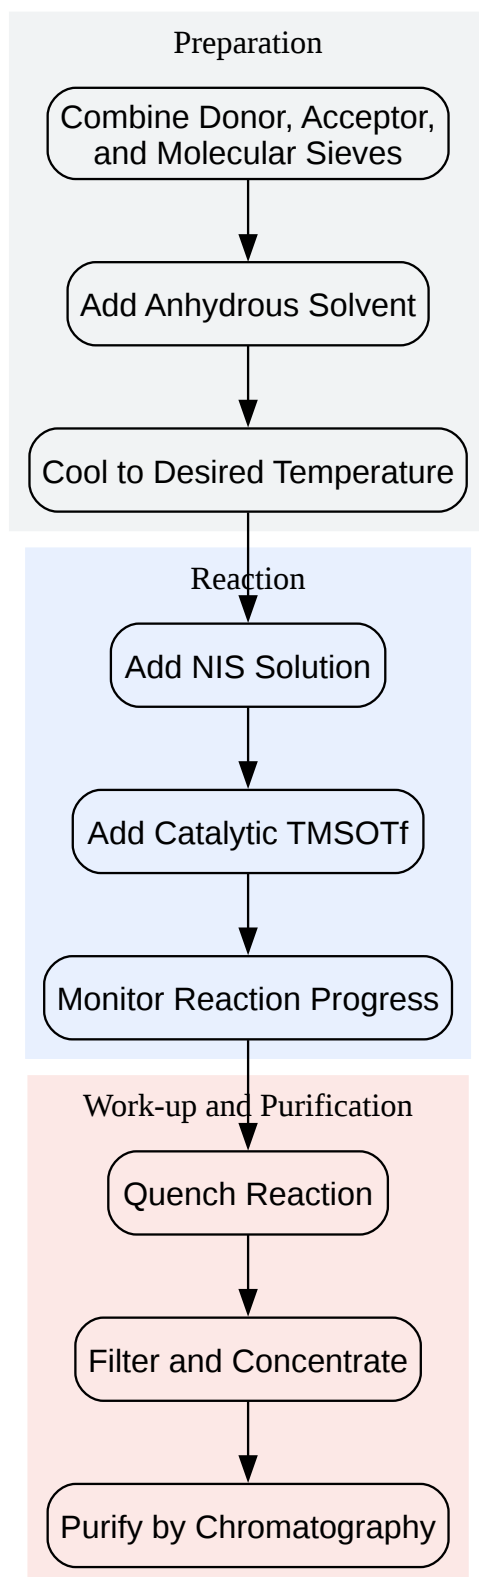 Preparation
Combine Donor, Acceptor,
and Molecular Sieves
Add Anhydrous Solvent
Cool to Desired Temperature
Reaction
Add NIS Solution
Add Catalytic TMSOTf
Monitor Reaction Progress
Work-up and Purification
Quench Reaction
Filter and Concentrate
Purify by Chromatography